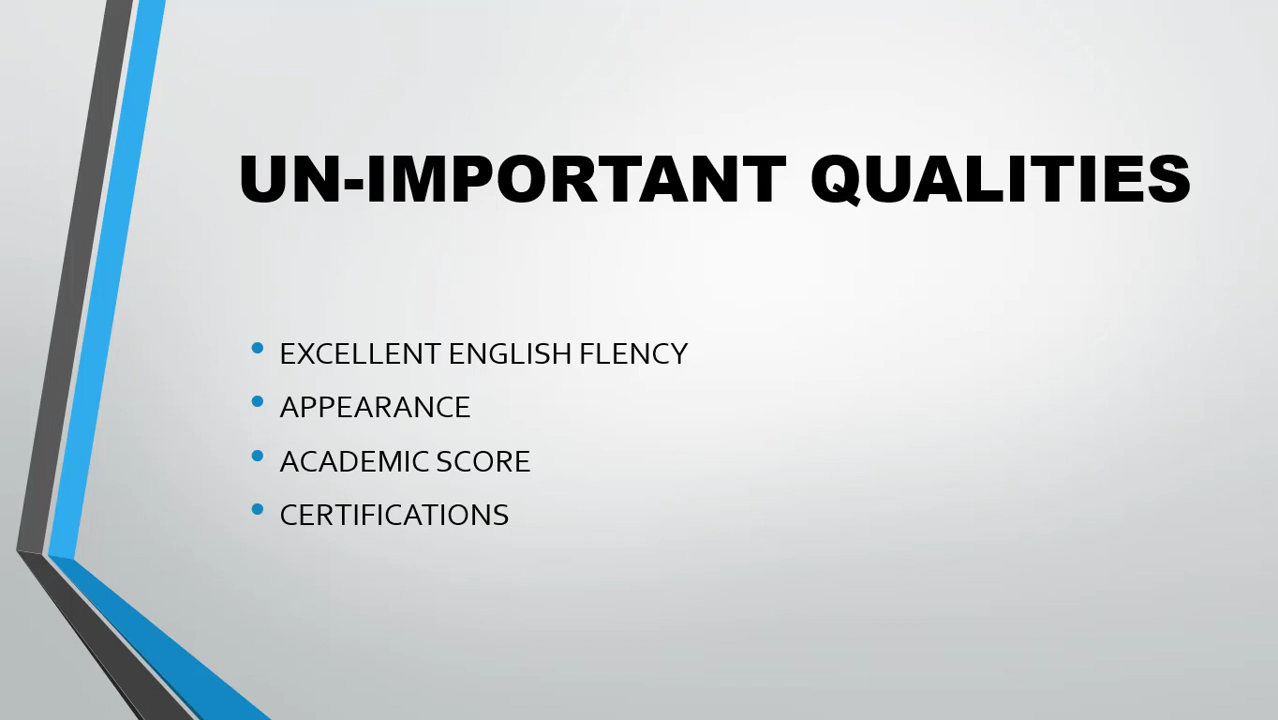 UN-IMPORTANT QUALITIES
• EXCELLENT ENGLISH FLENCY
• APPEARANCE
• ACADEMIC SCORE
• CERTIFICATIONS